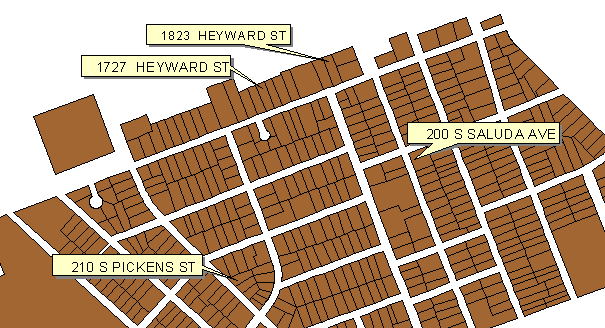 1823 HEYWARD ST
1727 HEYWARD ST
200 S SALUDA AVE
210 S PICKENS ST